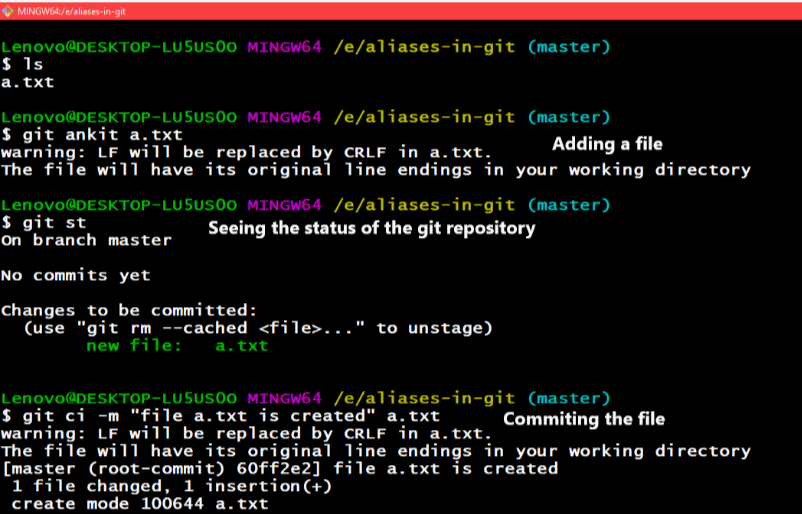 MINGW64:/e/aliases-in-git
Lenovo@DESKTOP-LU5US0O MINGW64 /e/aliases-in-git (master)
$ ls
a.txt
Lenovo@DESKTOP-LU5US0O MINGW64 /e/aliases-in-git (master)
$ git ankit a.txt
Adding a file
warning: LF will be replaced by CRLF in a.txt.
The file will have its original line endings in your working directory
Lenovo@DESKTOP-LU5US0O MINGW64 /e/aliases-in-git (master)
$ git st
Seeing the status of the git repository
On branch master
No commits yet
Changes to be committed:
(use "git rm --cached <file>..." to unstage)
new file: a.txt
Lenovo@DESKTOP-LU5US0O MINGW64 /e/aliases-in-git (master)
$ git ci -m "file a.txt is created" a.txt
Commiting the file
warning: LF will be replaced by CRLF in a.txt.
The file will have its original line endings in your working directory
[master (root-commit) 60ff2e2] file a.txt is created
1 file changed, 1 insertion(+)
create mode 100644 a.txt